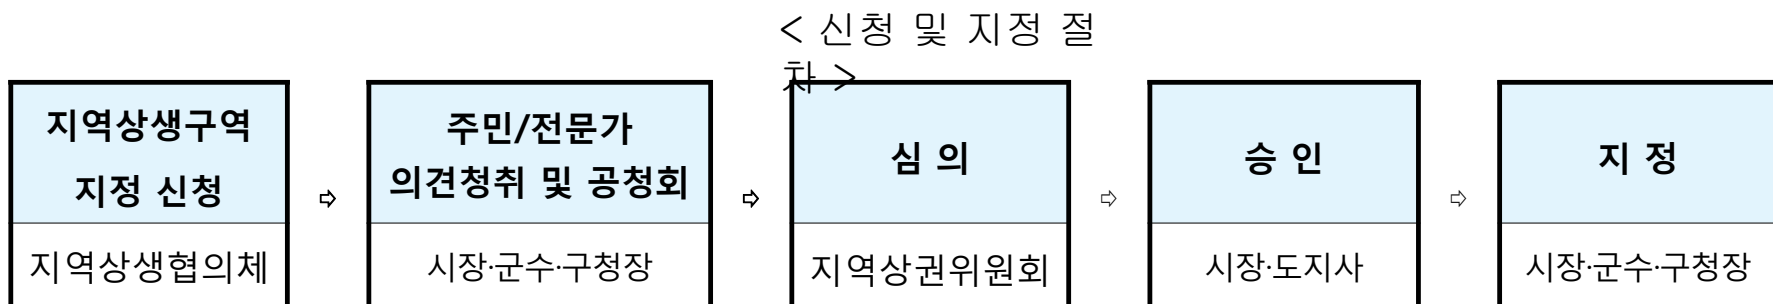 < 신청 및 지정 절
차 >
지역상생구역
지정 신청
지역상생협의체
⇨
주민/전문가
의견청취 및 공청회
시장·군수·구청장
⇨
심 의
지역상권위원회
⇨
승 인
시장·도지사
⇨
지 정
시장·군수·구청장